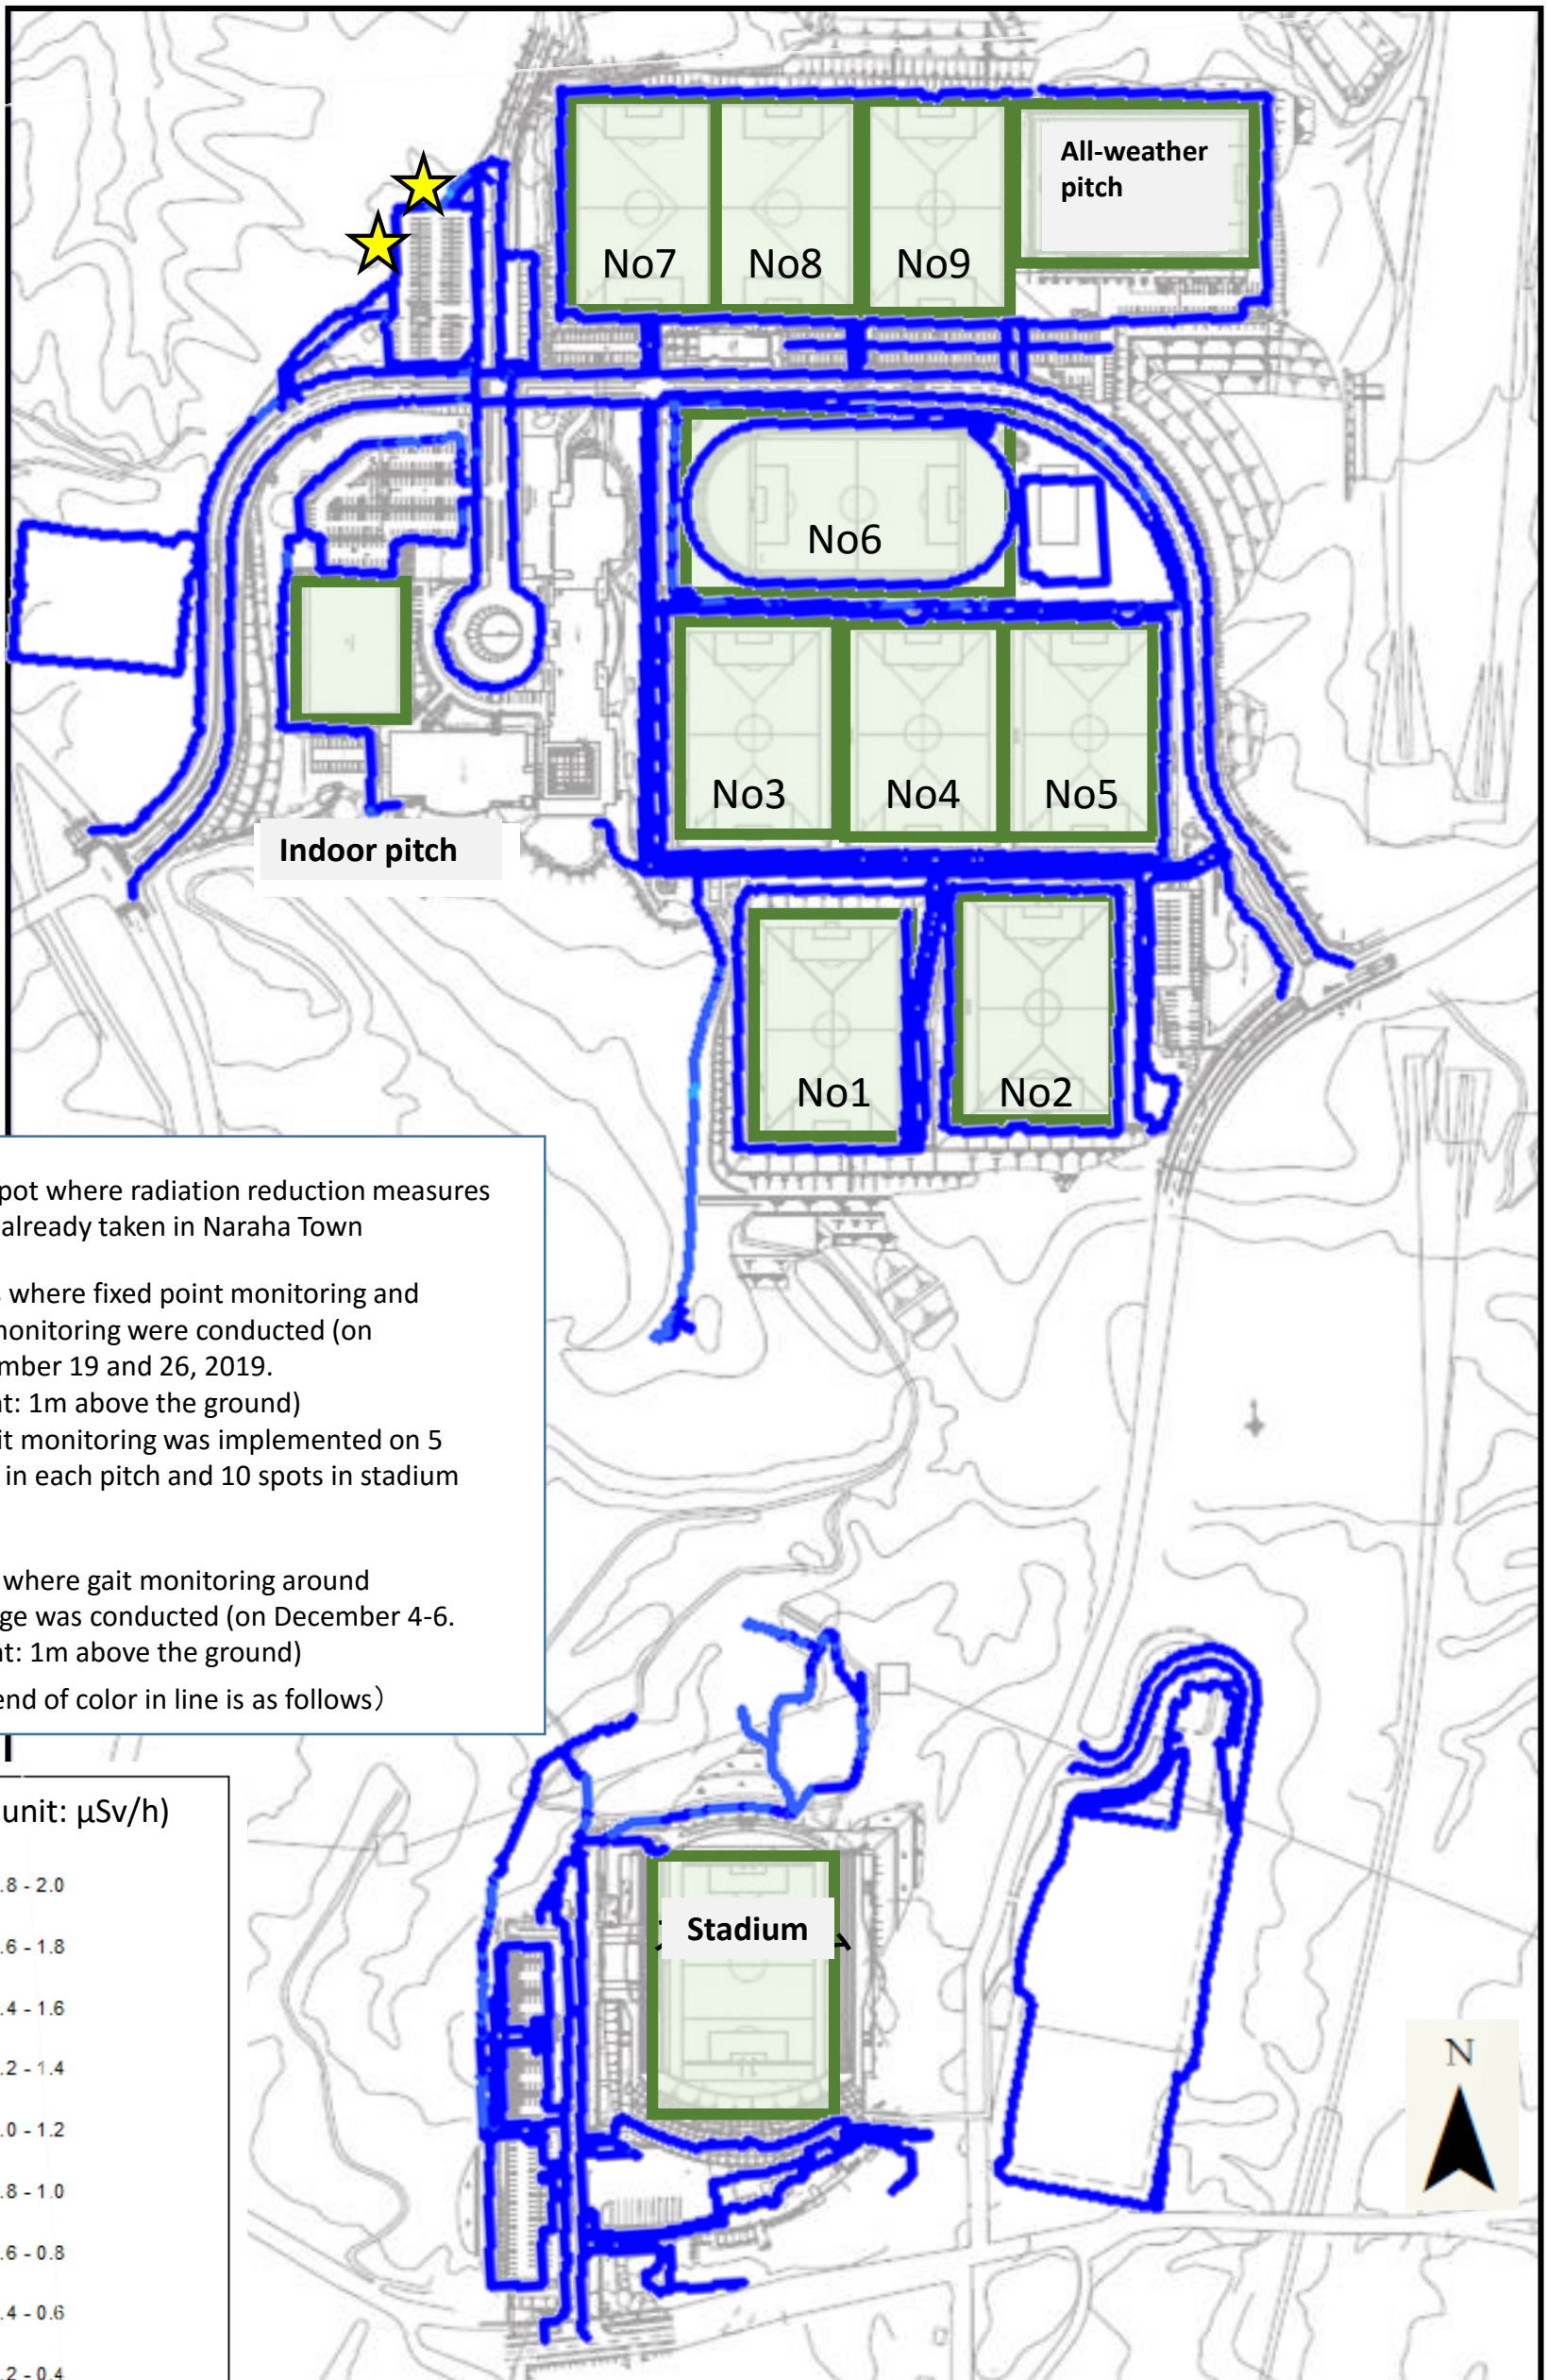 All-weather
pitch
No7
No8
No9
No6
No3
No4
No5
Indoor pitch
No1
No2
pot where radiation reduction measures
already taken in Naraha Town
where fixed point monitoring and
monitoring were conducted (on
mber 19 and 26, 2019.
t: 1m above the ground)
it monitoring was implemented on 5
in each pitch and 10 spots in stadium
where gait monitoring around
ge was conducted (on December 4-6.
t: 1m above the ground)
end of color in line is as follows）
unit: μSv/h)
.8 - 2.0
.6 - 1.8
.4 - 1.6
.2 - 1.4
.0 - 1.2
.8 - 1.0
.6 - 0.8
.4 - 0.6
.2 - 0.4
Stadium
N